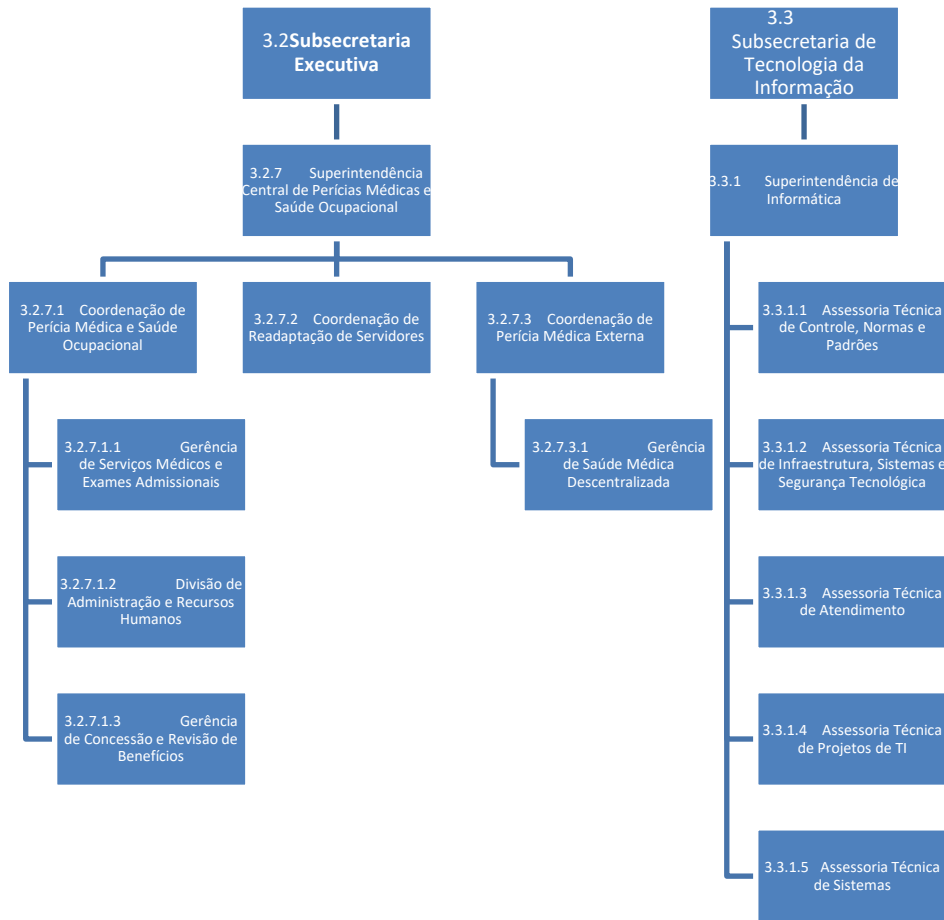 3.2Subsecretaria
Executiva
3.3
Subsecretaria de
Tecnologia da
Informação
3.2.7 Superintendência
Central de Perícias Médicas e
Saúde Ocupacional
3.3.1 Superintendência de
Informática
3.2.7.1 Coordenação de
Perícia Médica e Saúde
Ocupacional
3.2.7.2 Coordenação de
Readaptação de Servidores
3.2.7.3 Coordenação de
Perícia Médica Externa
3.3.1.1 Assessoria Técnica
de Controle, Normas e
Padrões
3.2.7.1.1 Gerência
de Serviços Médicos e
Exames Admissionais
3.2.7.3.1 Gerência
de Saúde Médica
Descentralizada
3.3.1.2 Assessoria Técnica
de Infraestrutura, Sistemas e
Segurança Tecnológica
3.2.7.1.2 Divisão de
Administração e Recursos
Humanos
3.3.1.3 Assessoria Técnica
de Atendimento
3.2.7.1.3 Gerência
de Concessão e Revisão de
Benefícios
3.3.1.4 Assessoria Técnica
de Projetos de TI
3.3.1.5 Assessoria Técnica
de Sistemas